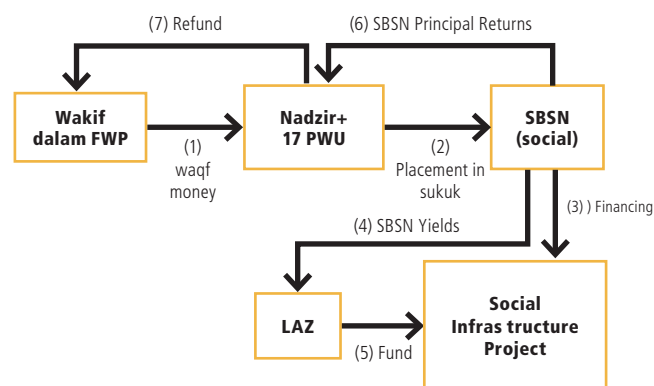 (7) Refund
(6) SBSN Principal Returns
Wakif
dalam FWP
(1)
waqf
money
Nadzir+
17 PWU
(2)
Placement in
sukuk
SBSN
(social)
(3) ) Financing
(4) SBSN Yields
LAZ
(5) Fund
Social
Infras tructure
Project